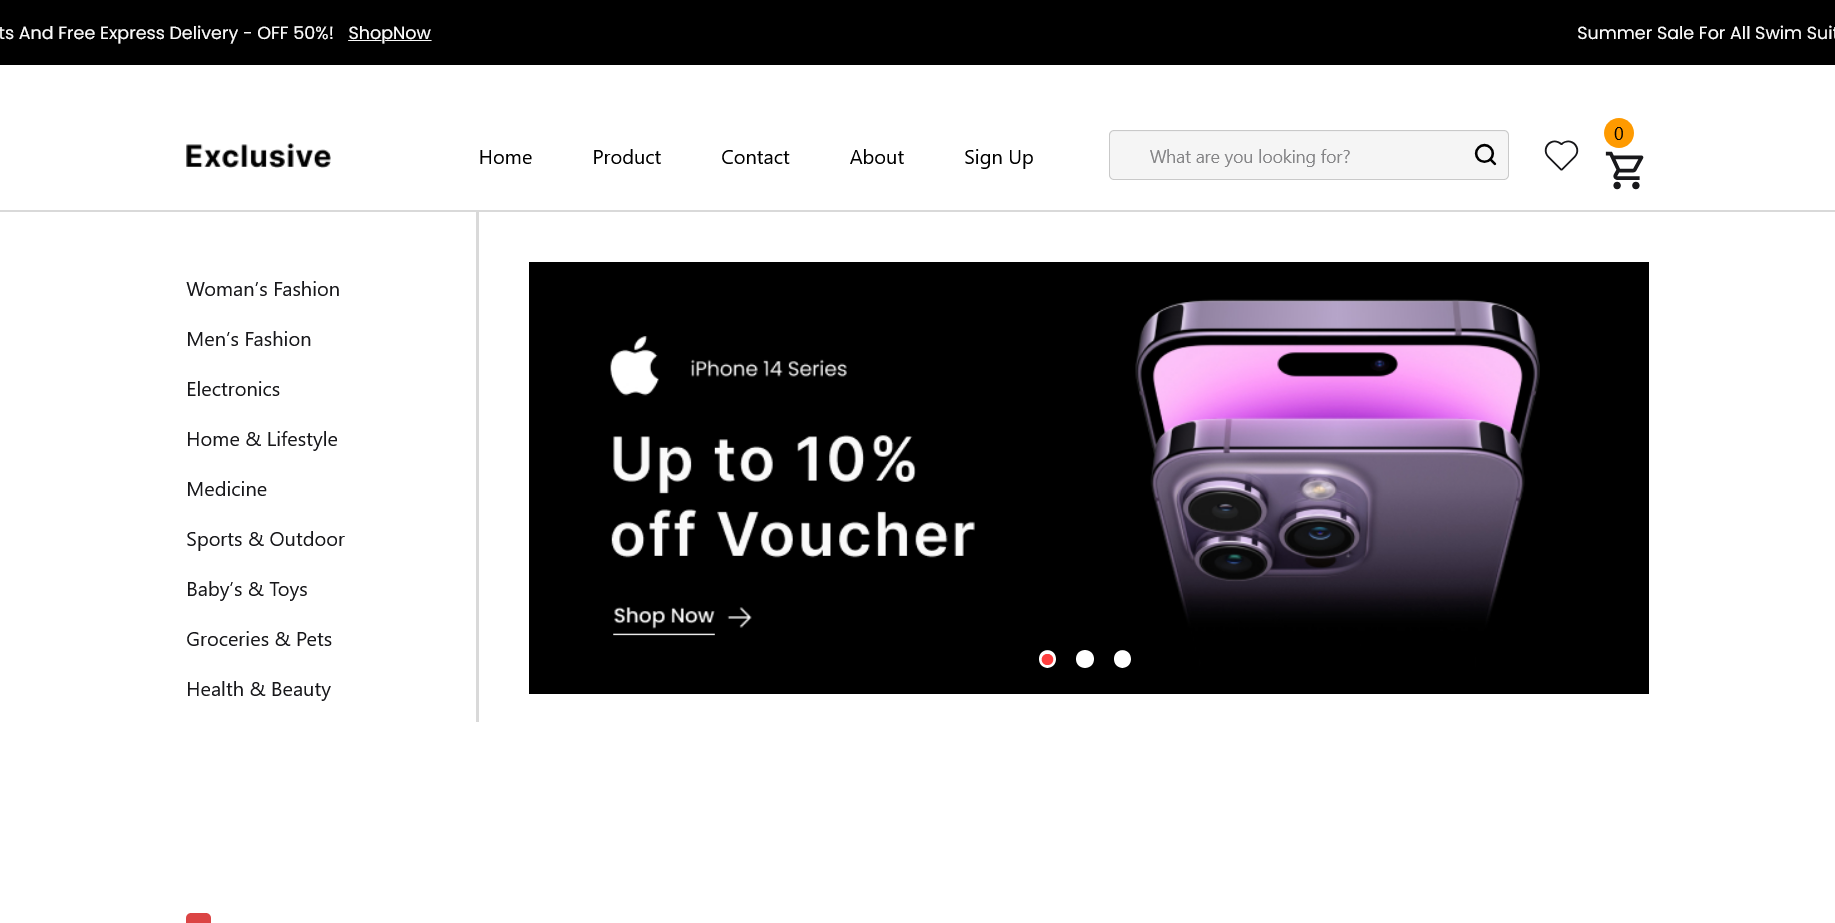 ts And Free Express Delivery - OFF 50%! ShopNow
Summer Sale For All Swim Suit
Exclusive
Home
Product
Contact
About
Sign Up
What are you looking for?
0
Woman's Fashion
Men's Fashion
Electronics
Home & Lifestyle
Medicine
Sports & Outdoor
Baby's & Toys
Groceries & Pets
Health & Beauty
iPhone 14 Series
Up to 10%
off Voucher
Shop Now